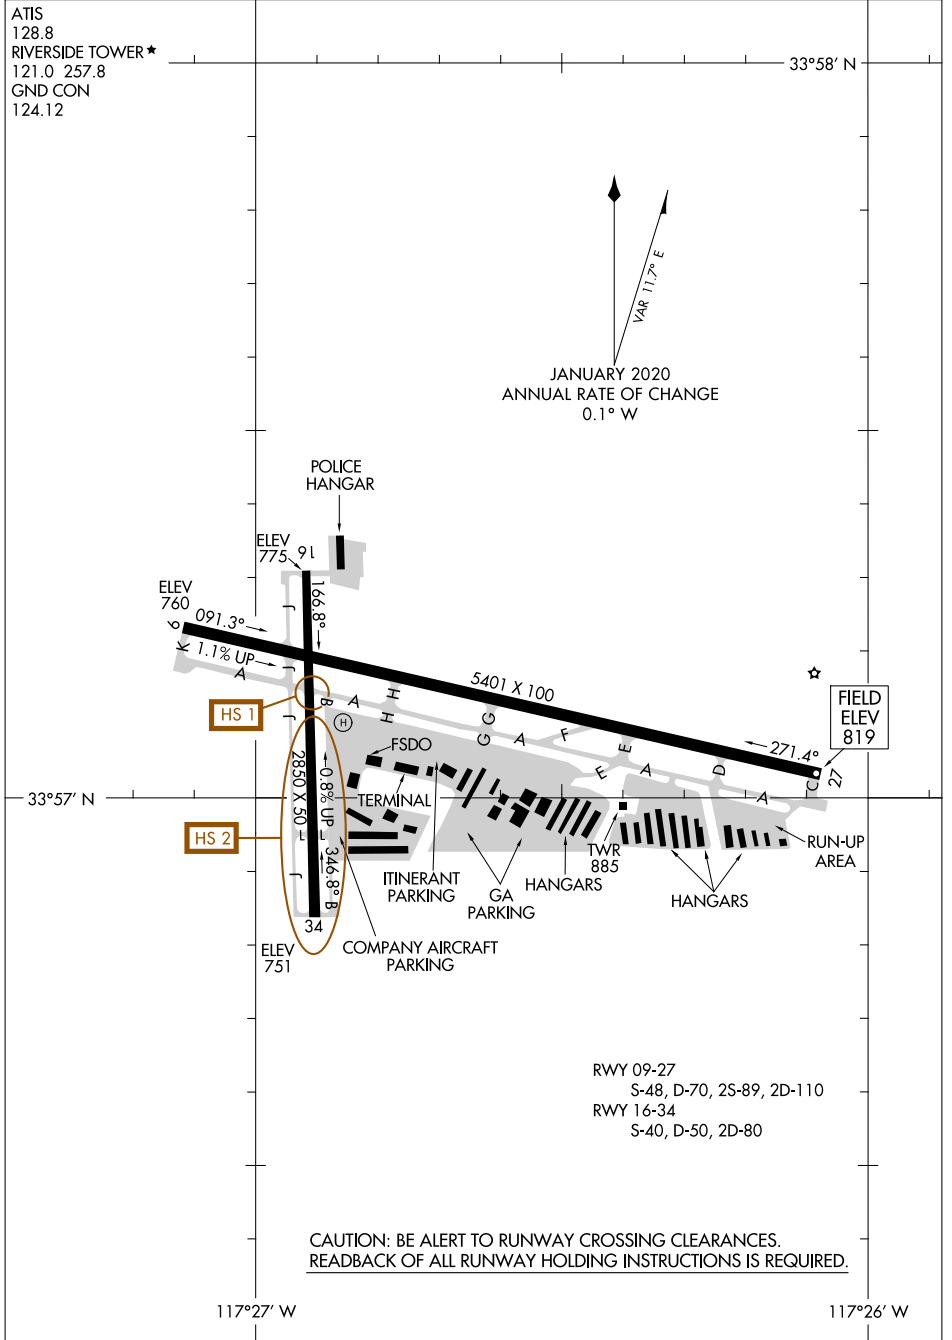 ATIS
128.8
RIVERSIDE TOWER★
121.0 257.8
GND CON
124.12
33°58' N
VAR 11.7° E
JANUARY 2020
ANNUAL RATE OF CHANGE
0.1° W
POLICE
HANGAR
ELEV
775
16
ELEV
760
9
091.3°
166.8°
J
K
1.1% UP
A
J
5401 X 100
HS 1
B
A
H
H
H
G
G
A
F
E
E
A
D
A
C
271.4°
27
FIELD
ELEV
819
J
FSDO
2850 X 50
0.8% UP
TERMINAL
33°57' N
HS 2
L
L
346.8°
J
B
34
ELEV
751
ITINERANT
PARKING
COMPANY AIRCRAFT
PARKING
GA
PARKING
HANGARS
TWR
885
HANGARS
RUN-UP
AREA
RWY 09-27
S-48, D-70, 2S-89, 2D-110
RWY 16-34
S-40, D-50, 2D-80
CAUTION: BE ALERT TO RUNWAY CROSSING CLEARANCES.
READBACK OF ALL RUNWAY HOLDING INSTRUCTIONS IS REQUIRED.
117°27' W
117°26' W